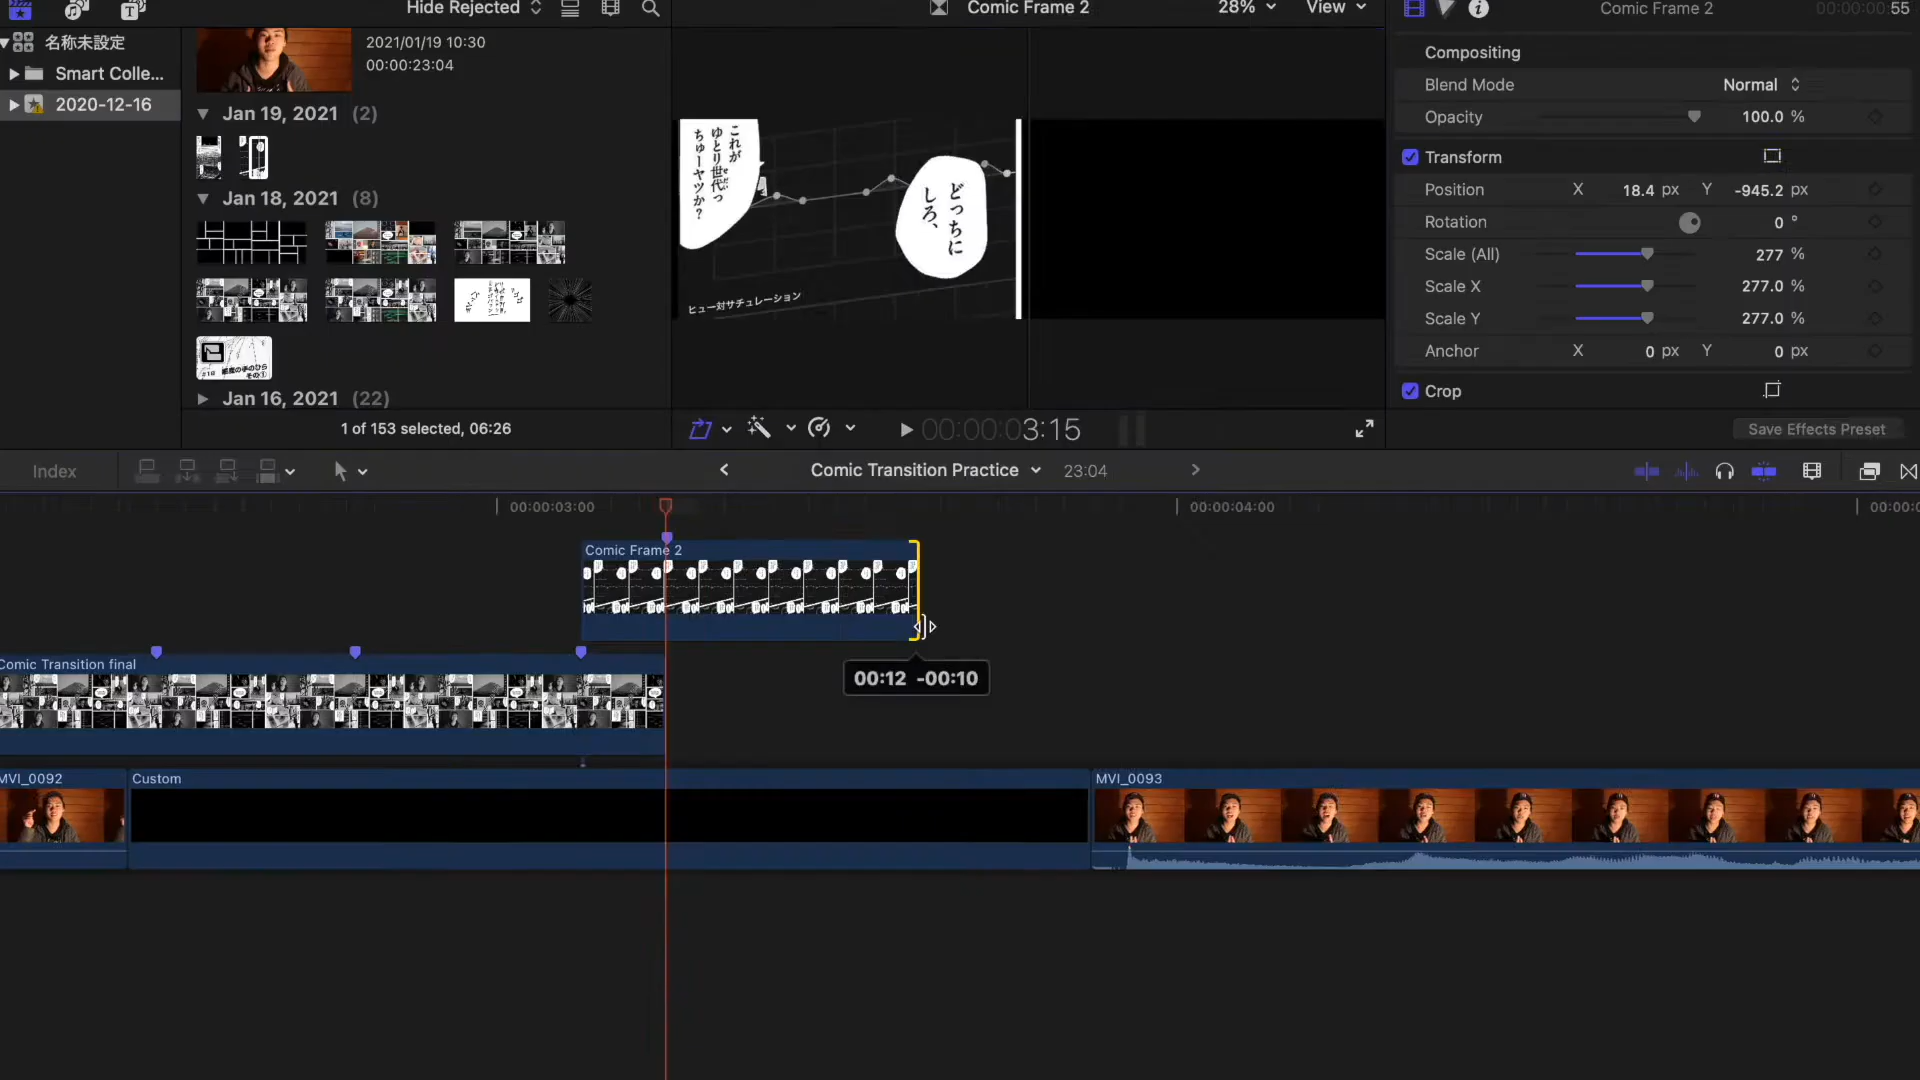 Hide Rejected
Comic Frame 2
28%
View
Comic Frame 2
00:00:00:55
名称未設定
Smart Colle...
2020-12-16
2021/01/19 10:30
00:00:23:04
Jan 19, 2021 (2)
Jan 18, 2021 (8)
Jan 16, 2021 (22)
1 of 153 selected, 06:26
これが
ゆとり世代っ
ちゅーヤツか?
どっちに
しろ、
ヒュー対サチュレーション
Compositing
Blend Mode Normal
Opacity 100.0 %
Transform
Position X 18.4 px Y -945.2 px
Rotation 0 °
Scale (All) 277 %
Scale X 277.0 %
Scale Y 277.0 %
Anchor X 0 px Y 0 px
Crop
Save Effects Preset
00:00:00:03:15
Index
Comic Transition Practice 23:04
00:00:03:00
00:00:04:00
00:00:0
Comic Frame 2
00:12 -00:10
Comic Transition final
MVI_0092
Custom
MVI_0093